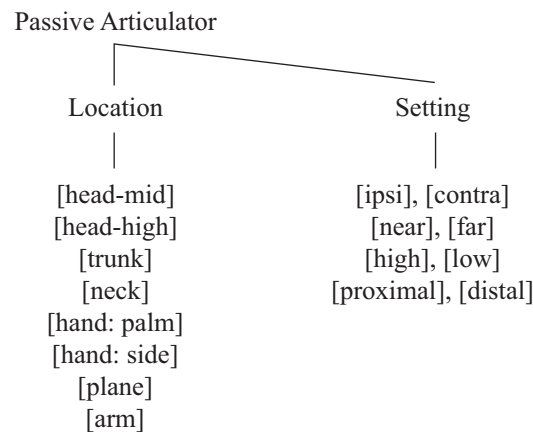 Passive Articulator
Location
Setting
[head-mid]
[head-high]
[trunk]
[neck]
[hand: palm]
[hand: side]
[plane]
[arm]
[ipsi], [contra]
[near], [far]
[high], [low]
[proximal], [distal]